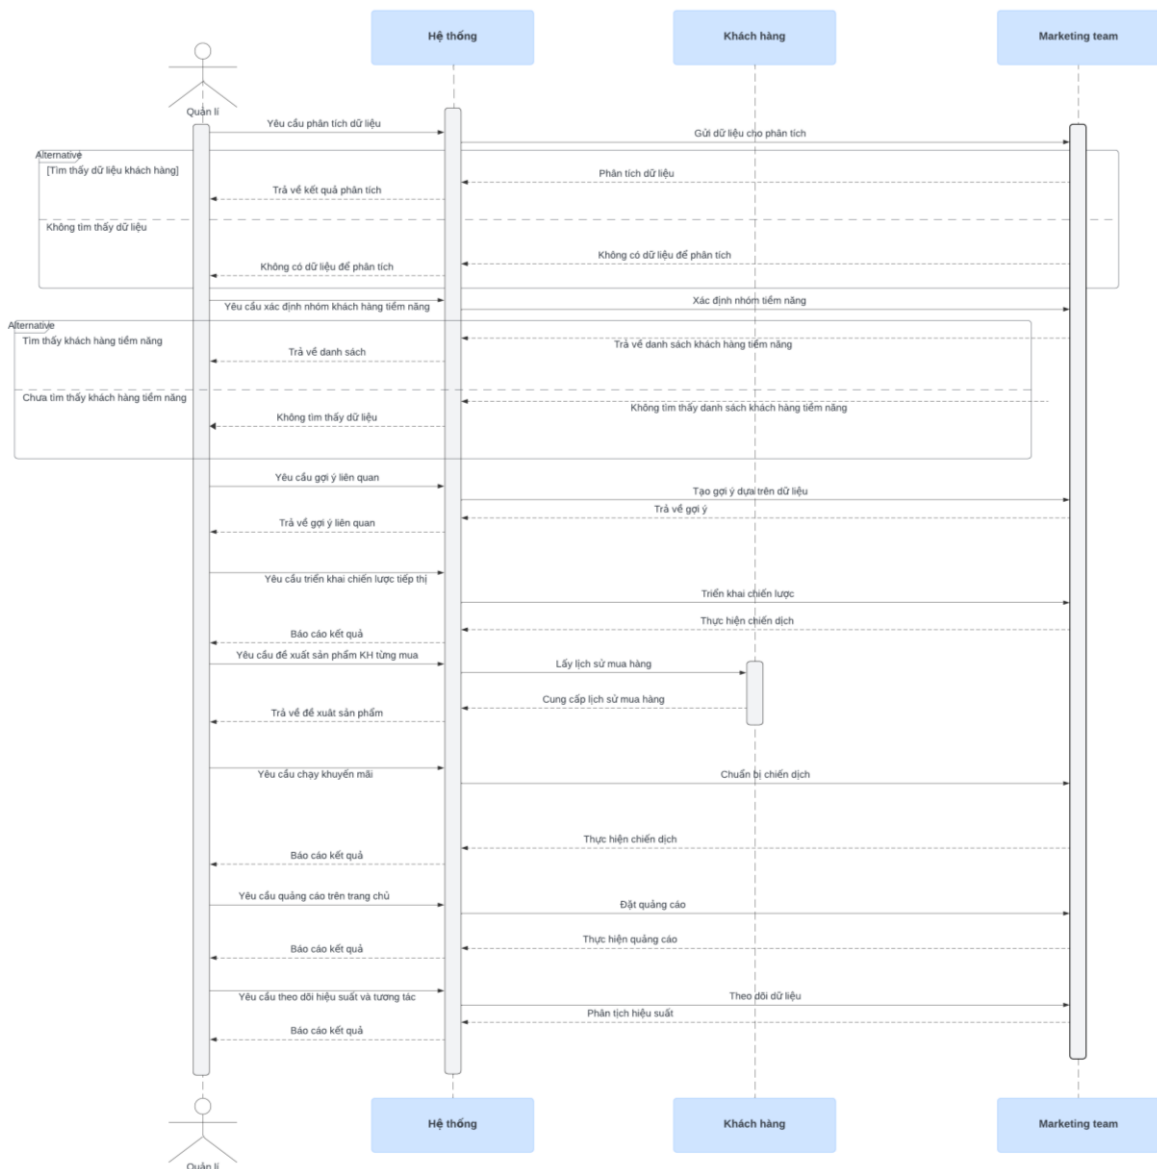 Hệ thống
Khách hàng
Marketing team
Quản lí
Yêu cầu phân tích dữ liệu
Gửi dữ liệu cho phân tích
Alternative
[Tìm thấy dữ liệu khách hàng]
Phân tích dữ liệu
Trả về kết quả phân tích
Không tìm thấy dữ liệu
Không có dữ liệu để phân tích
Không có dữ liệu để phân tích
Yêu cầu xác định nhóm khách hàng tiềm năng
Xác định nhóm tiềm năng
Alternative
Tìm thấy khách hàng tiềm năng
Trả về danh sách khách hàng tiềm năng
Trả về danh sách
Chưa tìm thấy khách hàng tiềm năng
Không tìm thấy danh sách khách hàng tiềm năng
Không tìm thấy dữ liệu
Yêu cầu gợi ý liên quan
Tạo gợi ý dựa trên dữ liệu
Trả về gợi ý
Trả về gợi ý liên quan
Yêu cầu triển khai chiến lược tiếp thị
Triển khai chiến lược
Thực hiện chiến dịch
Báo cáo kết quả
Yêu cầu đề xuất sản phẩm KH từng mua
Lấy lịch sử mua hàng
Cung cấp lịch sử mua hàng
Trả về đề xuât sản phẩm
Yêu cầu chạy khuyến mãi
Chuẩn bị chiến dịch
Thực hiện chiến dịch
Báo cáo kết quả
Yêu cầu quảng cáo trên trang chủ
Đặt quảng cáo
Thực hiện quảng cáo
Báo cáo kết quả
Yêu cầu theo dõi hiệu suất và tương tác
Theo dõi dữ liệu
Phân tịch hiệu suất
Báo cáo kết quả
Hệ thống
Khách hàng
Marketing team
Quản lí